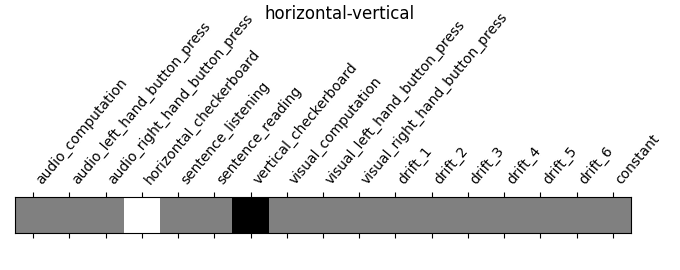 horizontal-vertical
audio_computation
audio_left_hand_button_press
audio_right_hand_button_press
horizontal_checkerboard
sentence_listening
sentence_reading
vertical_checkerboard
visual_computation
visual_left_hand_button_press
visual_right_hand_button_press
drift_1
drift_2
drift_3
drift_4
drift_5
drift_6
constant